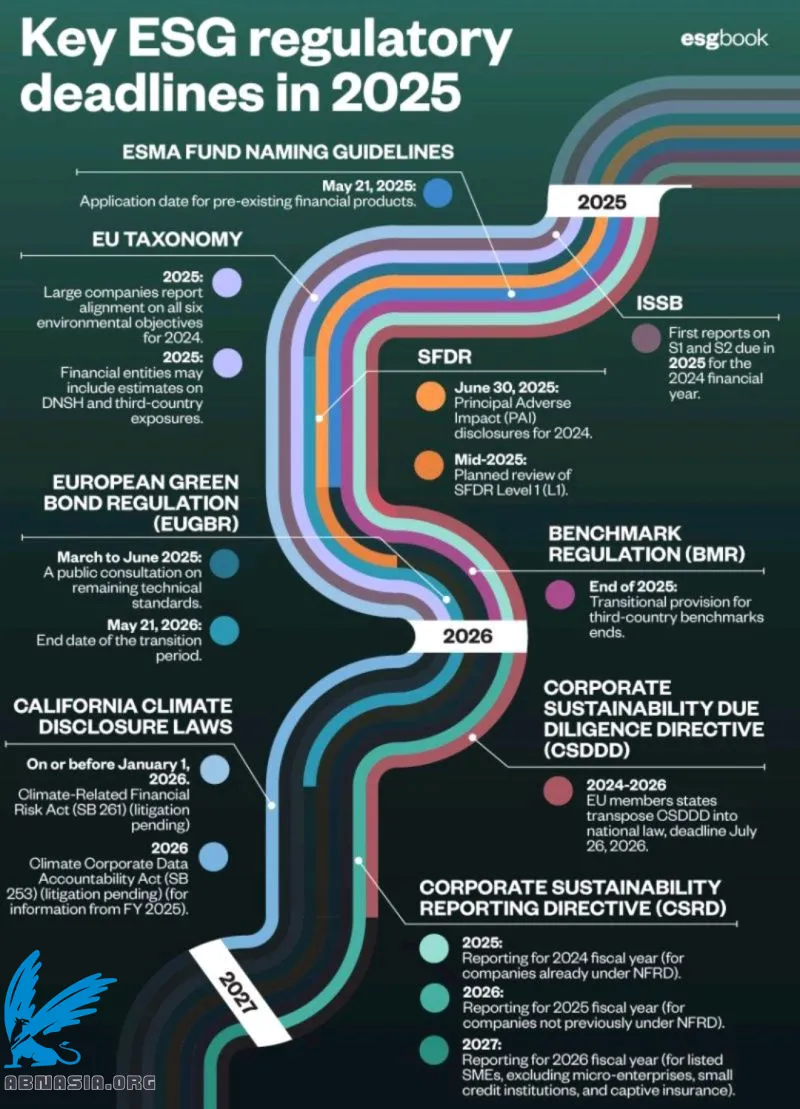 Key ESG regulatory
deadlines in 2025
esgbook
ESMA FUND NAMING GUIDELINES
May 21, 2025:
Application date for pre-existing financial products.
2025
EU TAXONOMY
2025:
Large companies report
alignment on all six
environmental objectives
for 2024.
2025:
Financial entities may
include estimates on
DNSH and third-country
exposures.
ISSB
First reports on
S1 and S2 due in
2025 for the
2024 financial
year.
SFDR
June 30, 2025:
Principal Adverse
Impact (PAI)
disclosures for 2024.
Mid-2025:
Planned review of
SFDR Level 1 (L1).
EUROPEAN GREEN
BOND REGULATION
(EUGBR)
March to June 2025:
A public consultation on
remaining technical
standards.
May 21, 2026:
End date of the transition
period.
BENCHMARK
REGULATION (BMR)
End of 2025:
Transitional provision for
third-country benchmarks
ends.
2026
CALIFORNIA CLIMATE
DISCLOSURE LAWS
On or before January 1,
2026.
Climate-Related Financial
Risk Act (SB 261) (litigation
pending)
2026
Climate Corporate Data
Accountability Act (SB
253) (litigation pending) (for
information from FY 2025).
CORPORATE
SUSTAINABILITY DUE
DILIGENCE DIRECTIVE
(CSDDD)
2024-2026
EU members states
transpose CSDDD into
national law, deadline July
26, 2026.
CORPORATE SUSTAINABILITY
REPORTING DIRECTIVE (CSRD)
2025:
Reporting for 2024 fiscal year (for
companies already under NFRD).
2026:
Reporting for 2025 fiscal year (for
companies not previously under NFRD).
2027:
Reporting for 2026 fiscal year (for listed
SMEs, excluding micro-enterprises, small
credit institutions, and captive insurance).
2027
ABNASIA.ORG